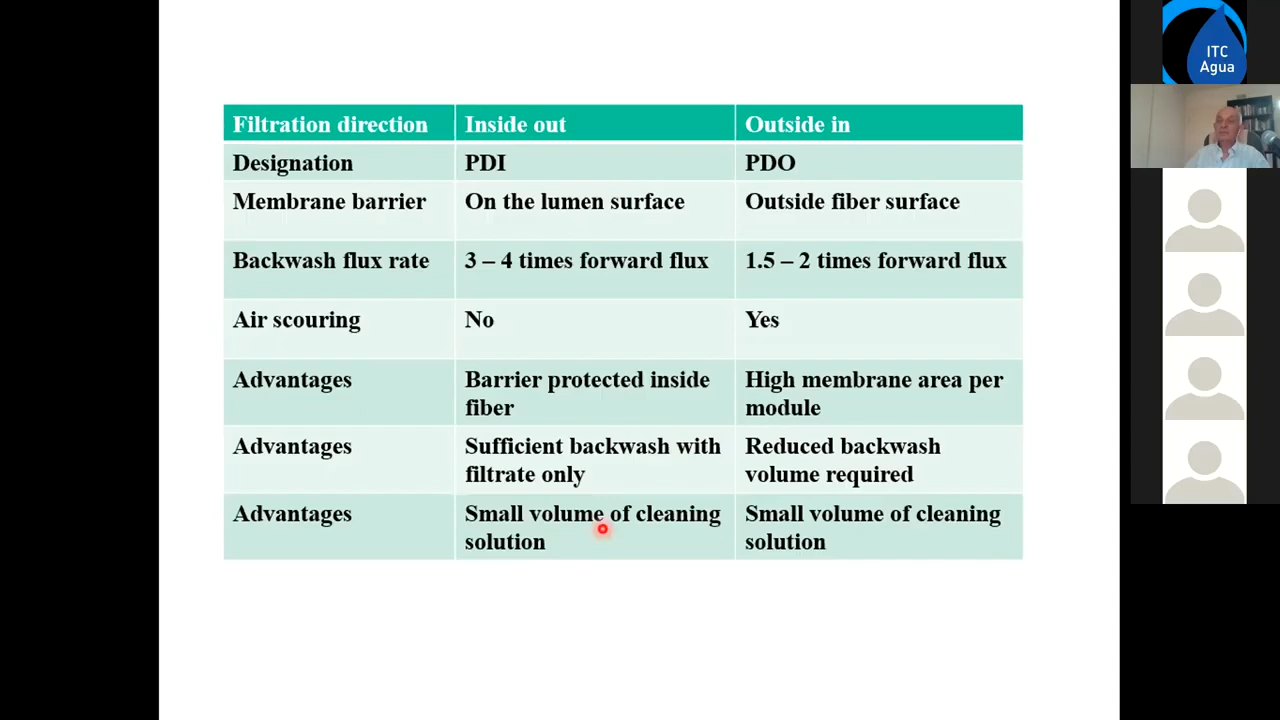 Filtration direction Inside out Outside in
Designation PDI PDO
Membrane barrier On the lumen surface Outside fiber surface
Backwash flux rate 3 – 4 times forward flux 1.5 – 2 times forward flux
Air scouring No Yes
Advantages Barrier protected inside High membrane area per
fiber module
Advantages Sufficient backwash with Reduced backwash
filtrate only volume required
Advantages Small volume of cleaning Small volume of cleaning
solution solution
ITC
Agua